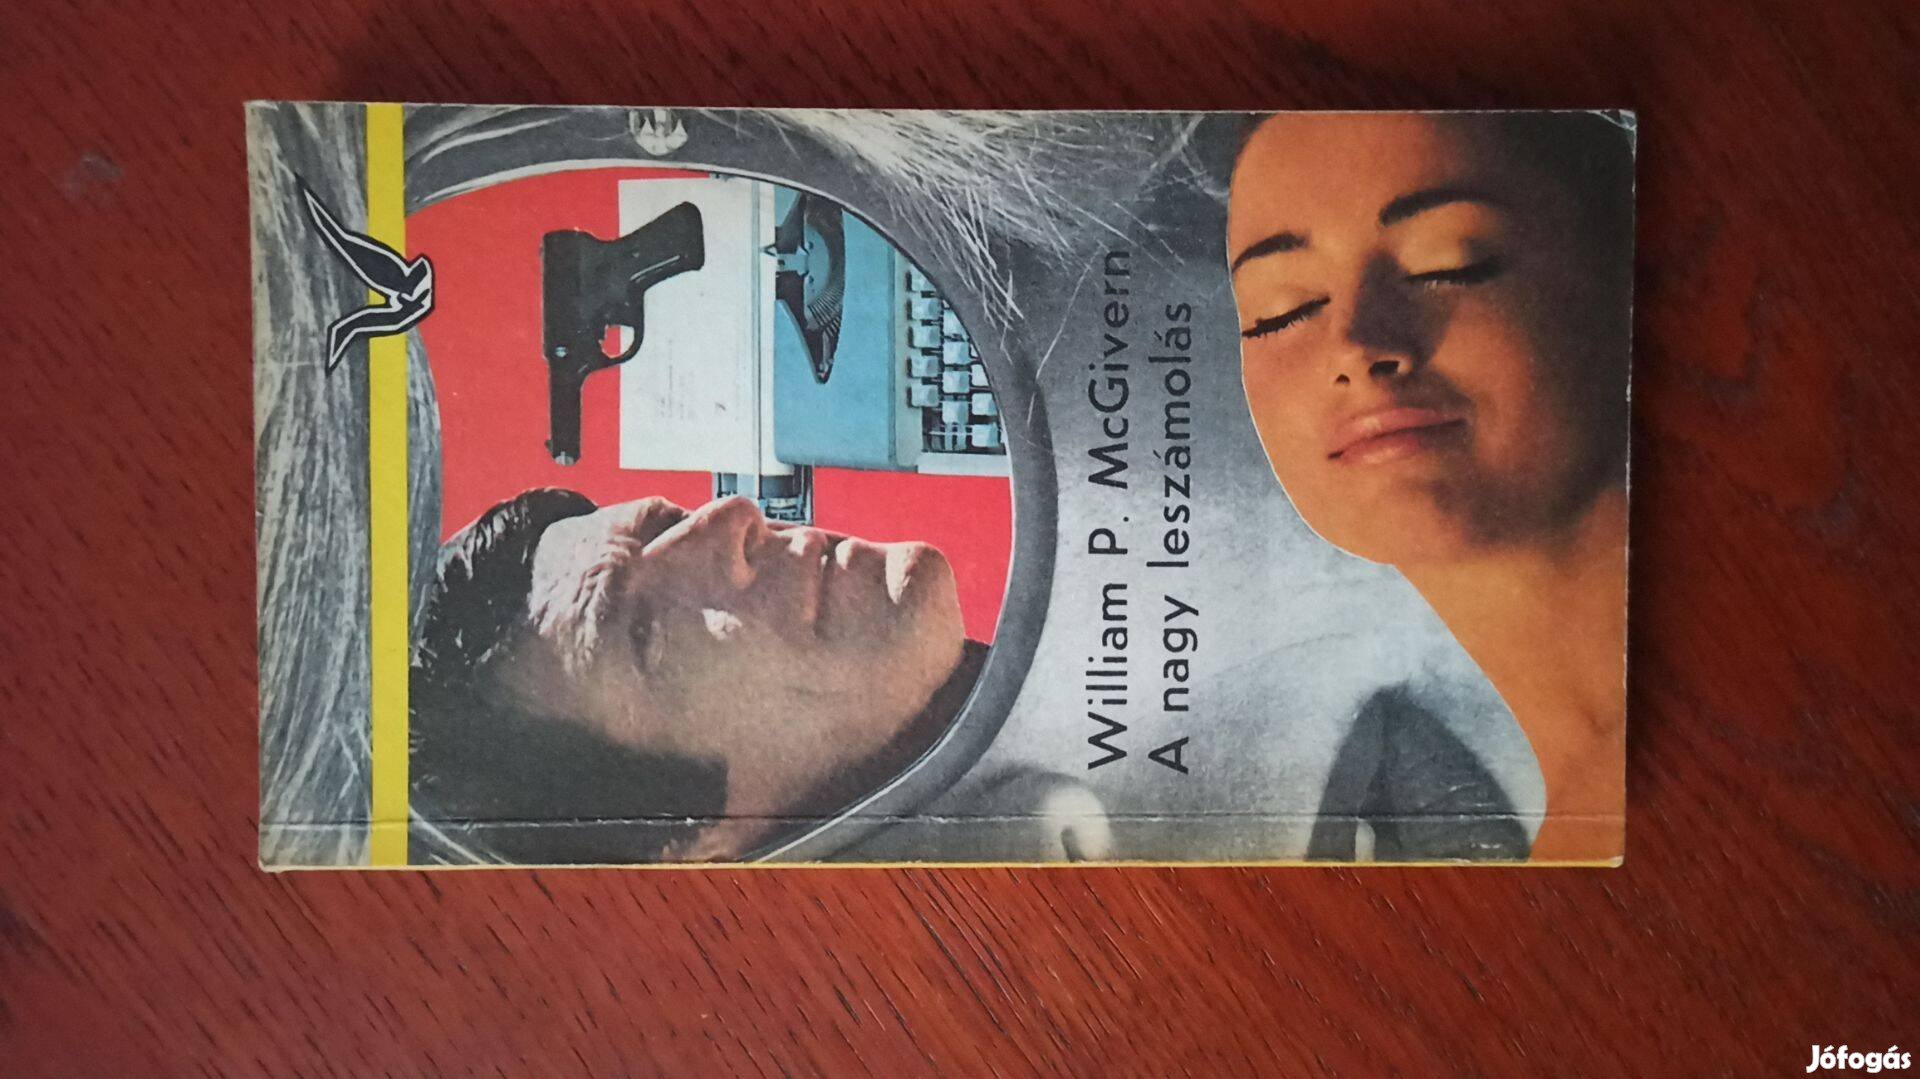 William P. McGivern
A nagy leszámolás
Jófogás